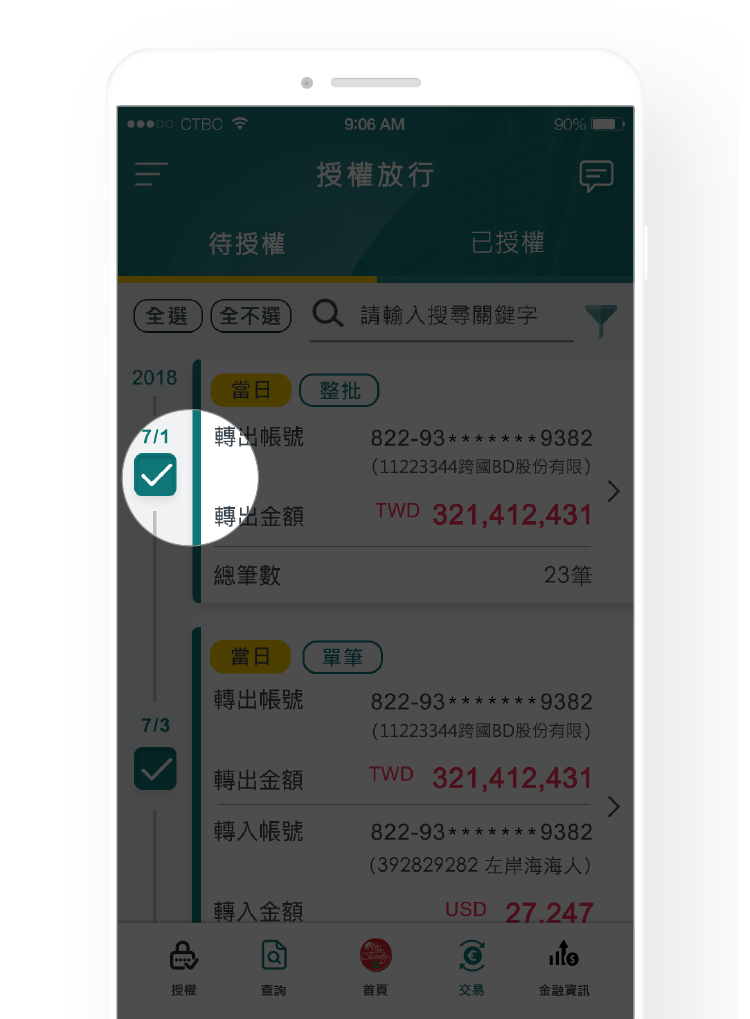 CTBC 9:06 AM 90%
授權放行
待授權 已授權
全選 全不選 請輸入搜尋關鍵字
2018
當日 整批
7/1
轉出帳號 822-93*******9382
(11223344跨國BD股份有限)
轉出金額 TWD 321,412,431
總筆數 23筆
當日 單筆
轉出帳號 822-93*******9382
7/3
(11223344跨國BD股份有限)
轉出金額 TWD 321,412,431
轉入帳號 822-93*******9382
(392829282 左岸海海人)
轉入金額 USD 27,247
授權 查詢 首頁 交易 金融資訊